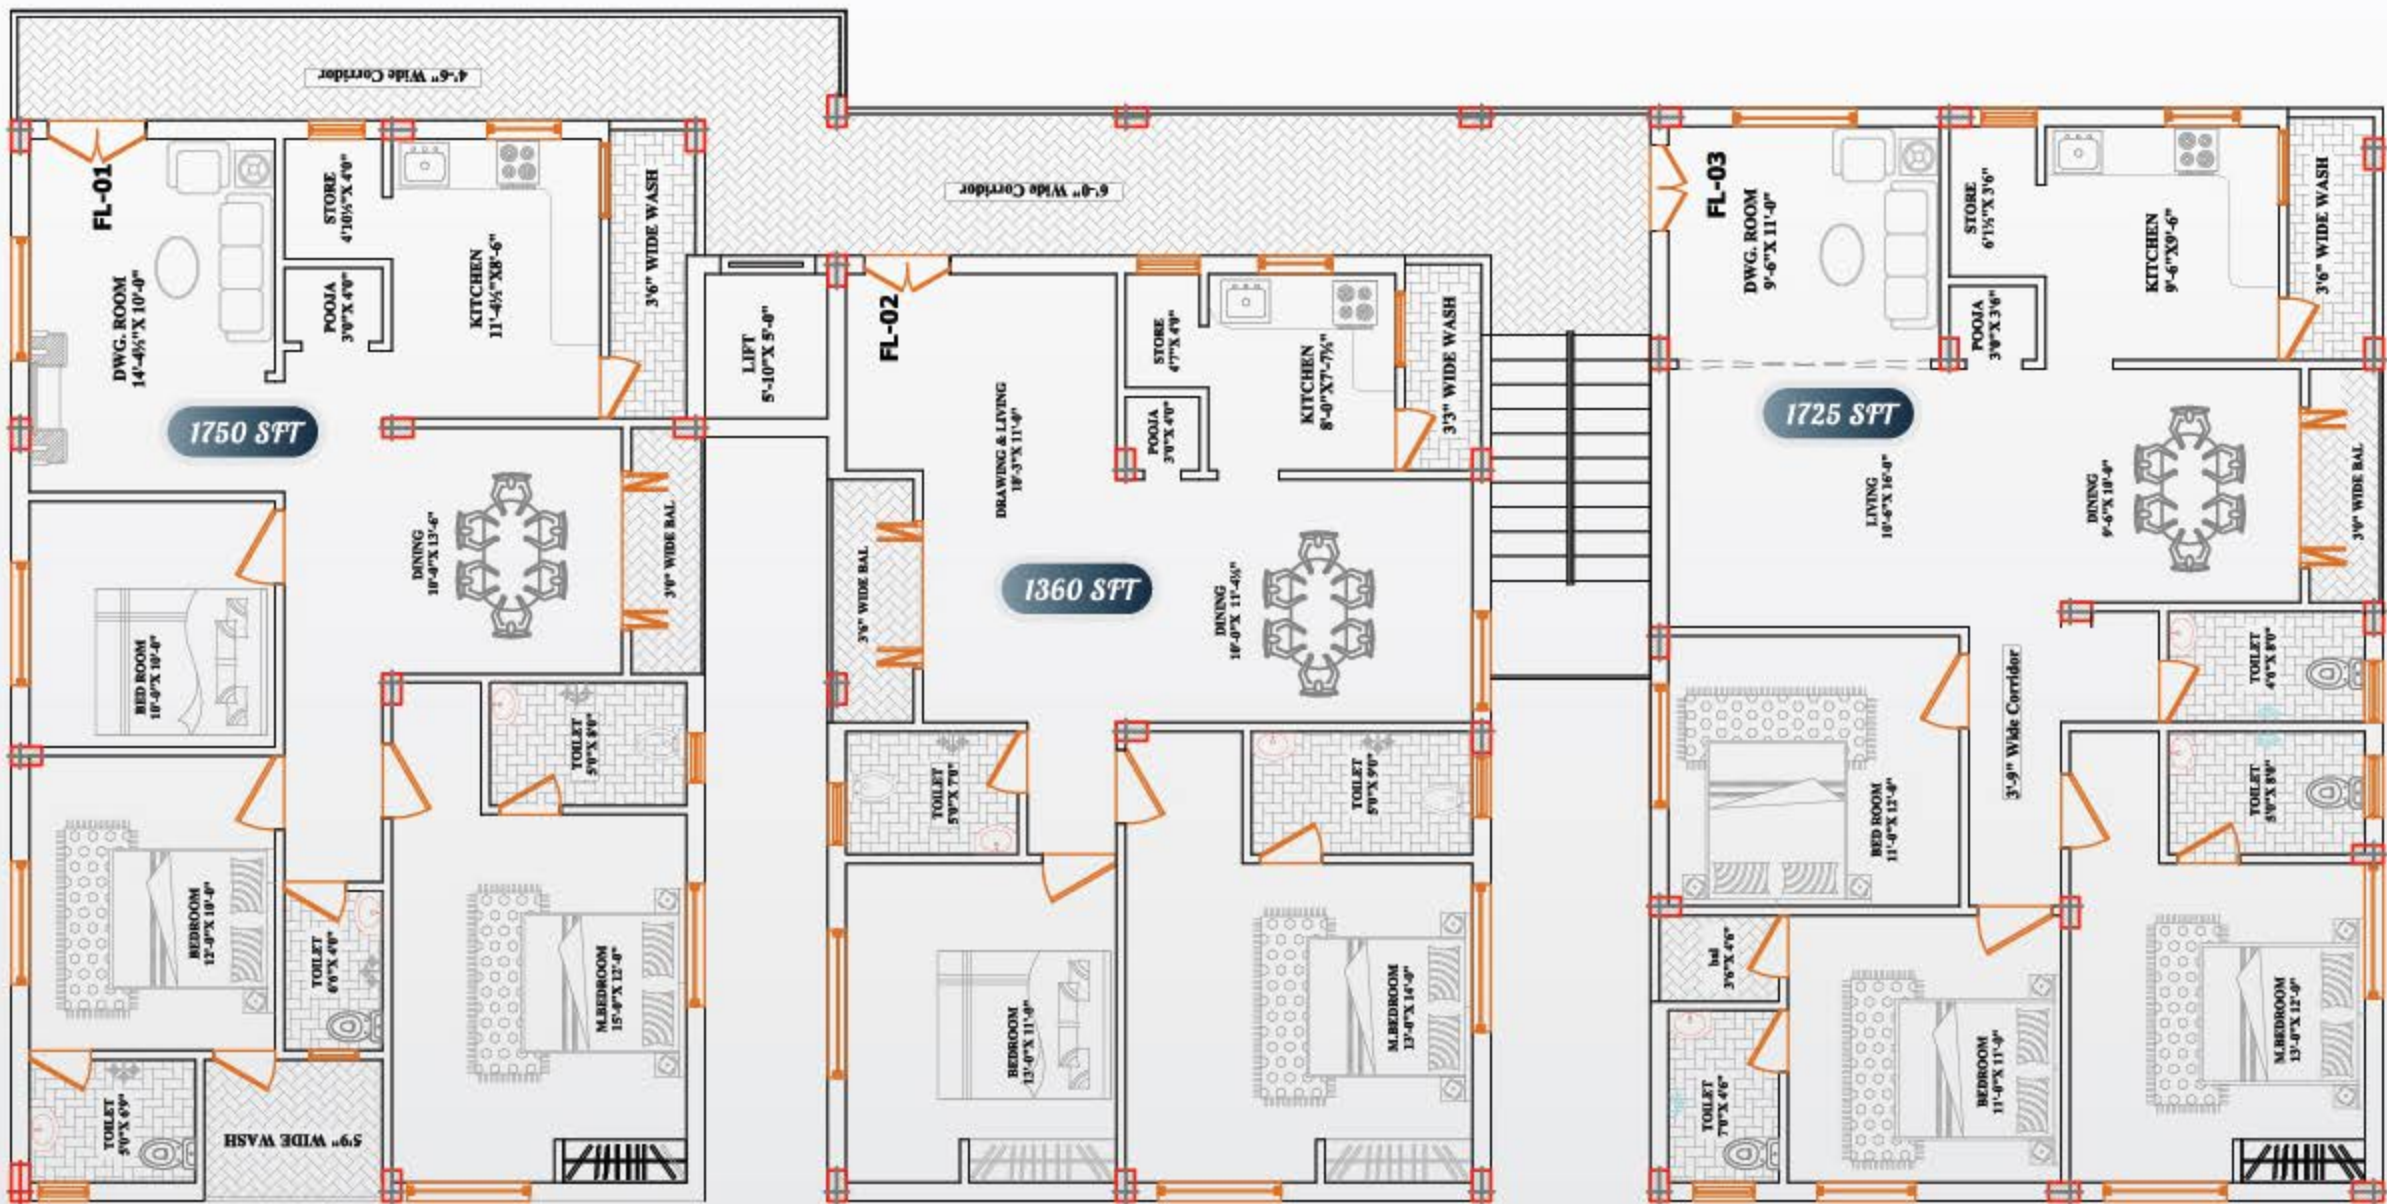 4'-6" Wide Corridor
FL-01
DWG. ROOM
14'-4½"X 10'-0"
STORE
4'10½"X 4'0"
POOJA
3'0"X 4'0"
KITCHEN
11'-4½"X8'-6"
3'6" WIDE WASH
1750 SFT
DINING
10'-0"X 13'-6"
3'0" WIDE BAL
BED ROOM
10'-0"X 10'-0"
TOILET
5'0"X 8'0"
BEDROOM
12'-0"X 10'-0"
TOILET
6'6"X 4'0"
M.BEDROOM
15'-0"X 12'-0"
TOILET
5'0"X 6'9"
5'9" WIDE WASH
6'-0" Wide Corridor
LIFT
5'-10"X 5'-0"
FL-02
DRAWING & LIVING
18'-3"X 11'-0"
STORE
4'7"X 4'0"
POOJA
3'0"X 4'0"
KITCHEN
8'-0"X7'-7½"
3'3" WIDE WASH
3'6" WIDE BAL
1360 SFT
DINING
10'-0"X 11'-4½"
TOILET
5'0"X 7'0"
TOILET
5'0"X 9'0"
BEDROOM
13'-0"X 11'-0"
M.BEDROOM
13'-0"X 14'-0"
FL-03
DWG. ROOM
9'-6"X 11'-0"
STORE
6'1½"X 3'6"
POOJA
3'0"X 3'6"
KITCHEN
9'-6"X9'-6"
3'6" WIDE WASH
1725 SFT
LIVING
10'-6"X 16'-0"
DINING
9'-6"X 10'-0"
3'0" WIDE BAL
BED ROOM
11'-0"X 12'-0"
3'-9" Wide Corridor
TOILET
4'6"X 8'0"
TOILET
5'0"X 8'0"
bal
3'6"X 4'6"
TOILET
7'0"X 4'6"
BEDROOM
11'-0"X 11'-0"
M.BEDROOM
13'-0"X 12'-0"